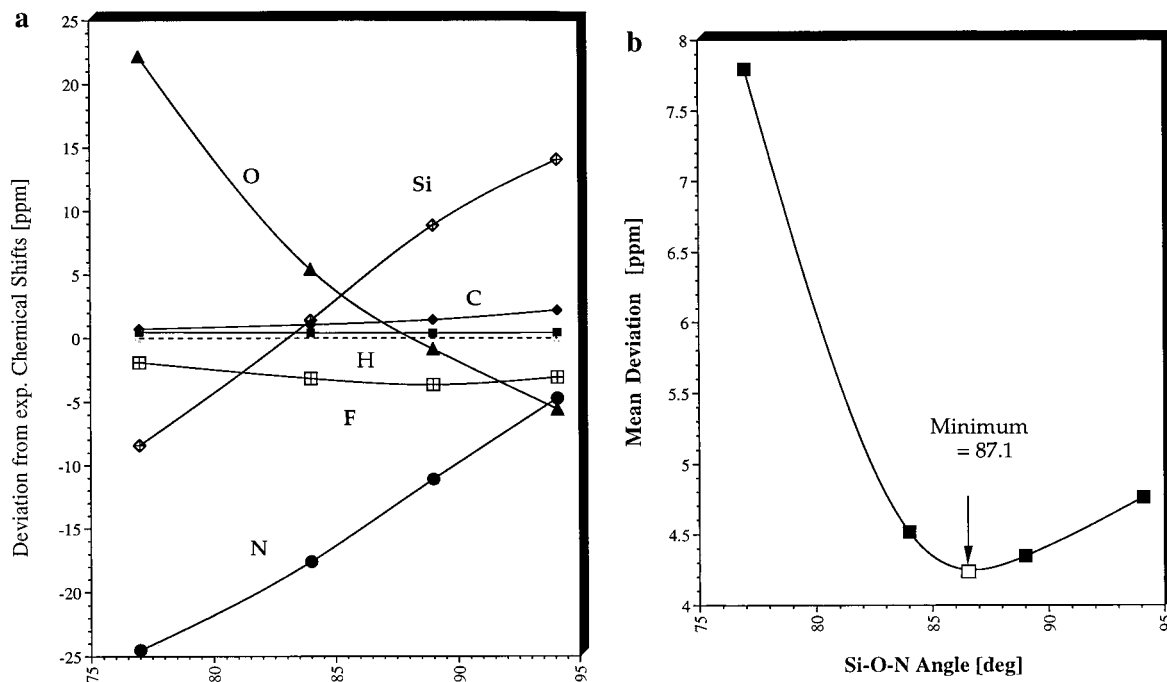 a
Deviation from exp. Chemical Shifts [ppm]
25
20
15
10
5
0
-5
-10
-15
-20
-25
O
Si
C
H
F
N
75
80
85
90
95
b
Mean Deviation [ppm]
8
7.5
7
6.5
6
5.5
5
4.5
4
Minimum
= 87.1
75
80
85
90
95
Si-O-N Angle [deg]